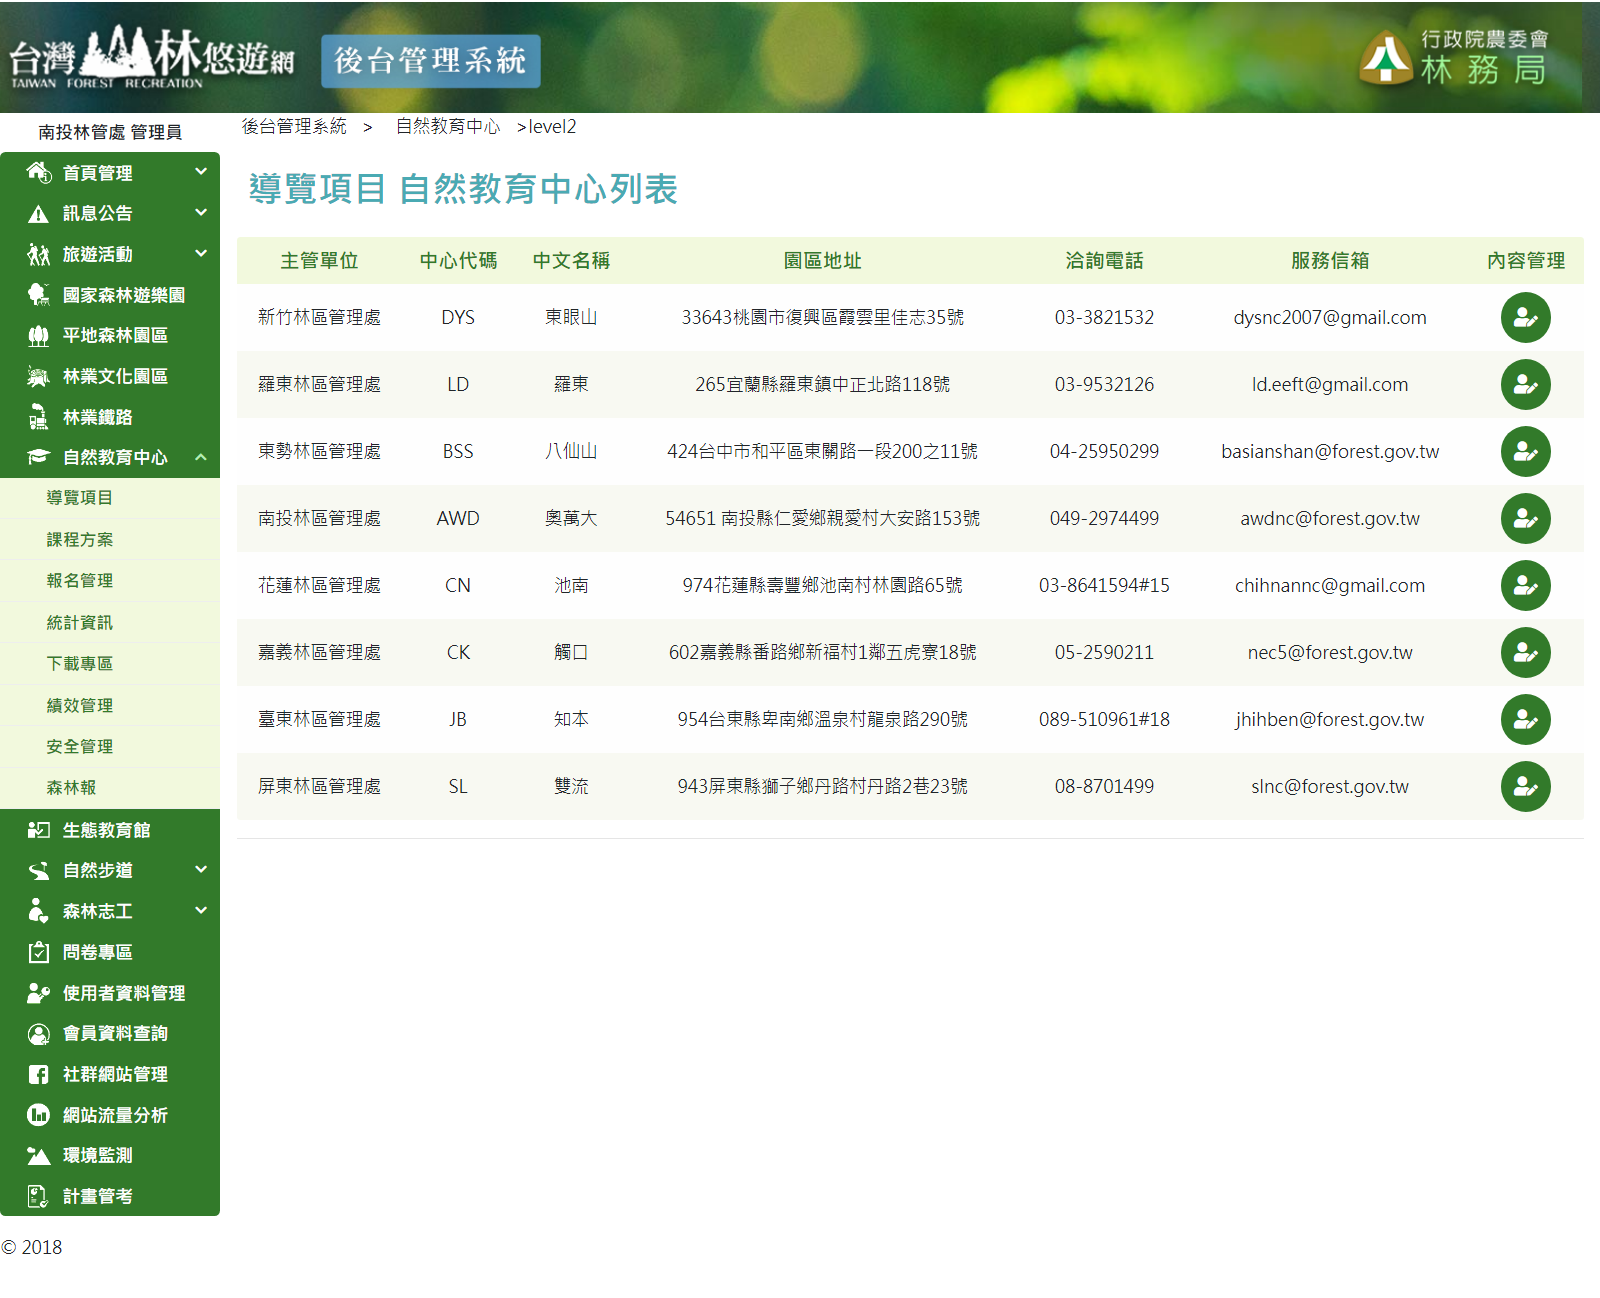 台灣山林悠遊網
TAIWAN FOREST RECREATION
後台管理系統
行政院農委會
林務局
南投林管處 管理員
後台管理系統 > 自然教育中心 >level2
首頁管理
訊息公告
旅遊活動
國家森林遊樂園
平地森林園區
林業文化園區
林業鐵路
自然教育中心
導覽項目
課程方案
報名管理
統計資訊
下載專區
績效管理
安全管理
森林報
生態教育館
自然步道
森林志工
問卷專區
使用者資料管理
會員資料查詢
社群網站管理
網站流量分析
環境監測
計畫管考
導覽項目 自然教育中心列表
主管單位 中心代碼 中文名稱 園區地址 洽詢電話 服務信箱 內容管理
新竹林區管理處 DYS 東眼山 33643桃園市復興區霞雲里佳志35號 03-3821532 dysnc2007@gmail.com
羅東林區管理處 LD 羅東 265宜蘭縣羅東鎮中正北路118號 03-9532126 ld.eeft@gmail.com
東勢林區管理處 BSS 八仙山 424台中市和平區東關路一段200之11號 04-25950299 basianshan@forest.gov.tw
南投林區管理處 AWD 奧萬大 54651 南投縣仁愛鄉親愛村大安路153號 049-2974499 awdnc@forest.gov.tw
花蓮林區管理處 CN 池南 974花蓮縣壽豐鄉池南村林園路65號 03-8641594#15 chihnannc@gmail.com
嘉義林區管理處 CK 觸口 602嘉義縣番路鄉新福村1鄰五虎寮18號 05-2590211 nec5@forest.gov.tw
臺東林區管理處 JB 知本 954台東縣卑南鄉溫泉村龍泉路290號 089-510961#18 jhihben@forest.gov.tw
屏東林區管理處 SL 雙流 943屏東縣獅子鄉丹路村丹路2巷23號 08-8701499 slnc@forest.gov.tw
© 2018